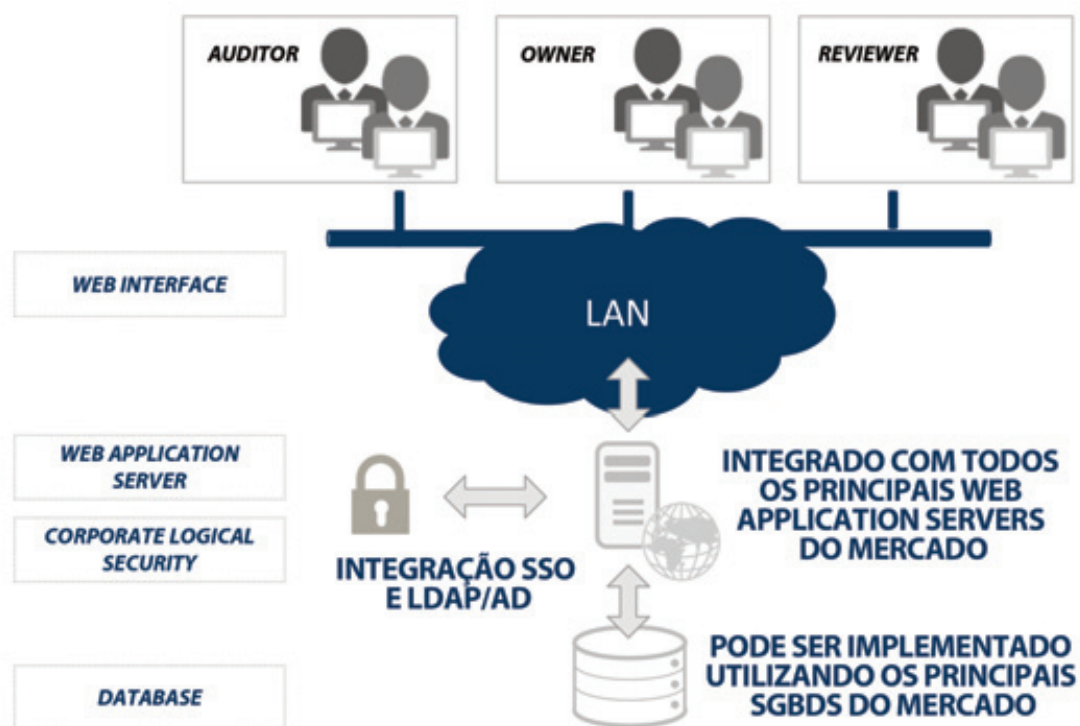 AUDITOR
OWNER
REVIEWER
WEB INTERFACE
LAN
WEB APPLICATION
SERVER
CORPORATE LOGICAL
SECURITY
INTEGRAÇÃO SSO
E LDAP/AD
INTEGRADO COM TODOS
OS PRINCIPAIS WEB
APPLICATION SERVERS
DO MERCADO
DATABASE
PODE SER IMPLEMENTADO
UTILIZANDO OS PRINCIPAIS
SGBDS DO MERCADO